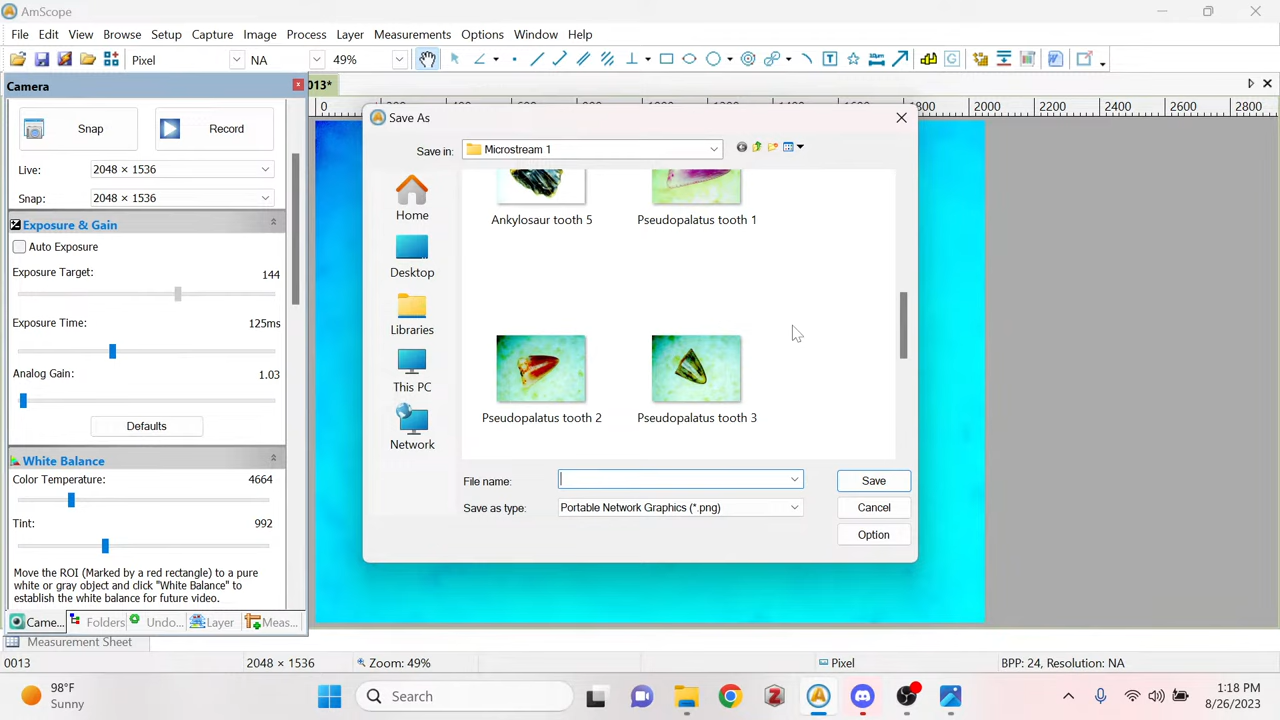 AmScope
File Edit View Browse Setup Capture Image Process Layer Measurements Options Window Help
Pixel NA 49%
Camera
013*
0 800 1000 2000 2200 2400 2600 2800
Save As
Snap Record
Save in: Microstream 1
Live: 2048 × 1536
Snap: 2048 × 1536
Home
Ankylosaur tooth 5 Pseudopalatus tooth 1
Exposure & Gain
Auto Exposure
Exposure Target: 144
Desktop
Exposure Time: 125ms
Libraries
Analog Gain: 1.03
This PC
Defaults
Pseudopalatus tooth 2 Pseudopalatus tooth 3
Network
White Balance
Color Temperature: 4664
File name: Save
Save as type: Portable Network Graphics (*.png) Cancel
Tint: 992
Option
Move the ROI (Marked by a red rectangle) to a pure
white or gray object and click "White Balance" to
establish the white balance for future video.
Came... Folders Undo... Layer Meas...
Measurement Sheet
0013 2048 × 1536 Zoom: 49% Pixel BPP: 24, Resolution: NA
98°F
Sunny
Search
1:18 PM
8/26/2023